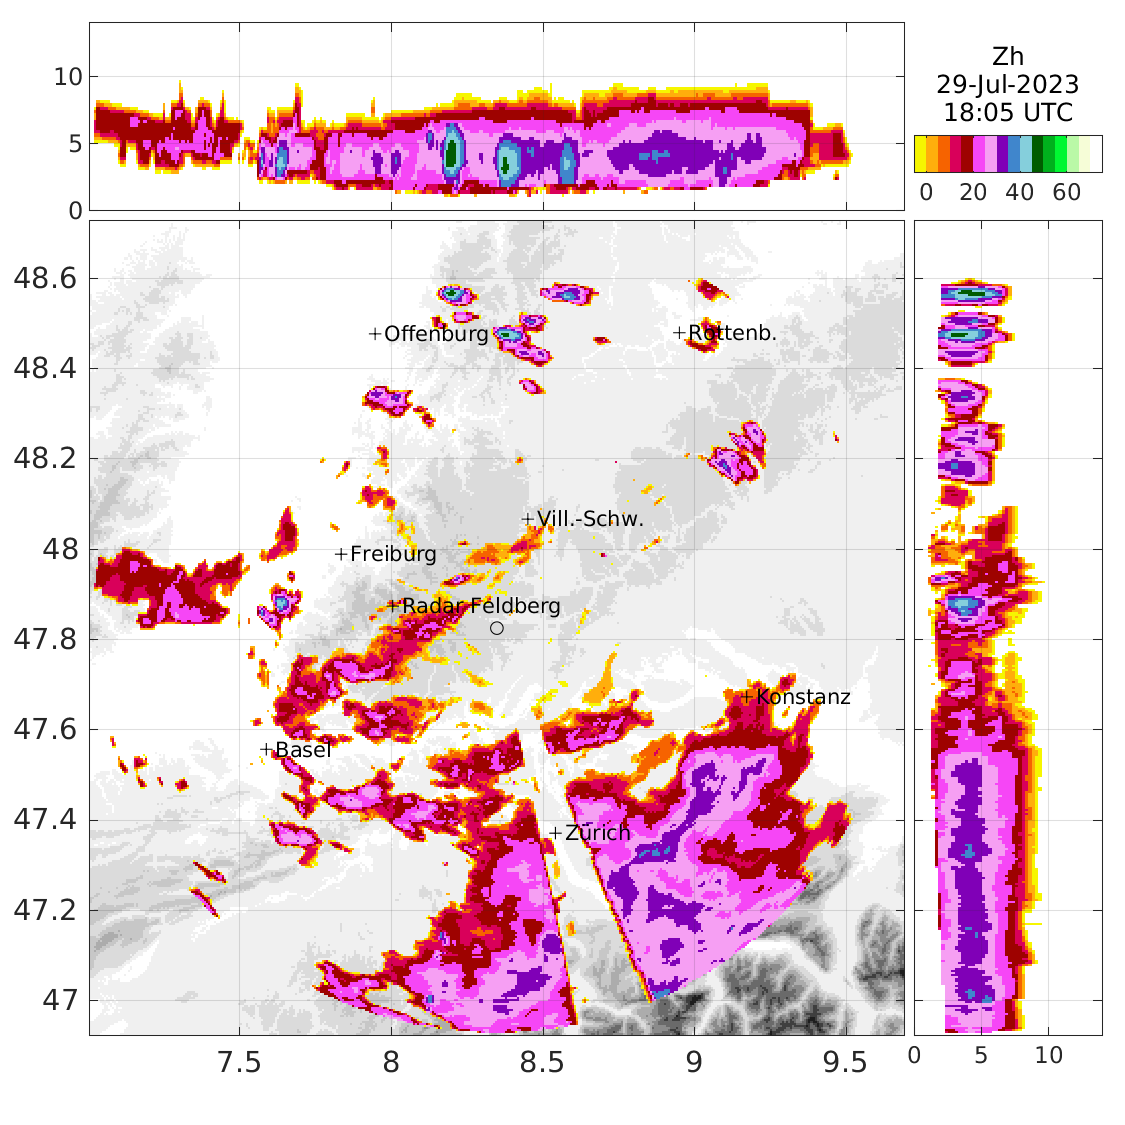 10
5
0
Zh
29-Jul-2023
18:05 UTC
0 20 40 60
48.6
48.4
48.2
48
47.8
47.6
47.4
47.2
47
+Offenburg
+Rottenb.
+Vill.-Schw.
+Freiburg
+Radar Feldberg
+Konstanz
+Basel
+Zürich
7.5 8 8.5 9 9.5
0 5 10